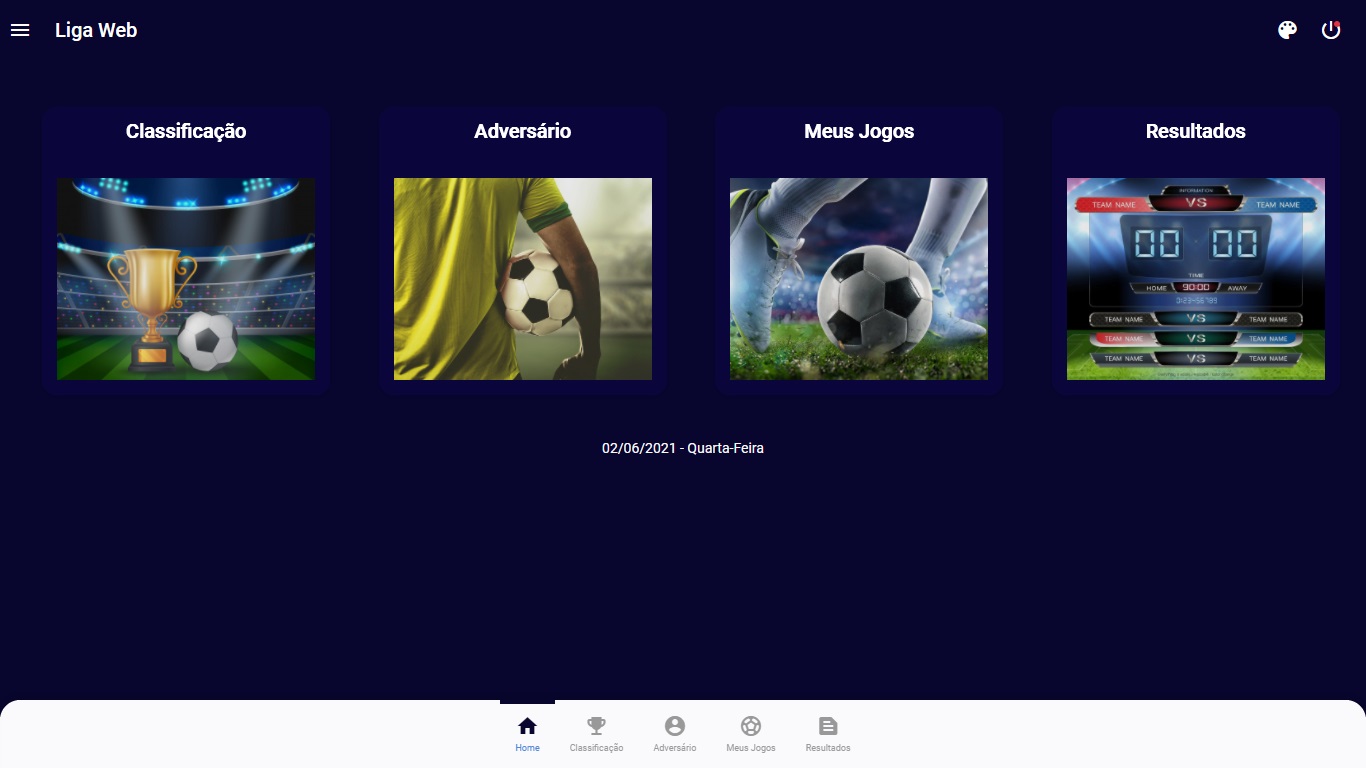 Liga Web
Classificação
Adversário
Meus Jogos
Resultados
INFORMATION
TEAM NAME VS TEAM NAME
00 00
TIME
HOME 90:00 AWAY
0123456789
TEAM NAME VS TEAM NAME
TEAM NAME VS TEAM NAME
TEAM NAME VS TEAM NAME
02/06/2021 - Quarta-Feira
Home
Classificação
Adversário
Meus Jogos
Resultados